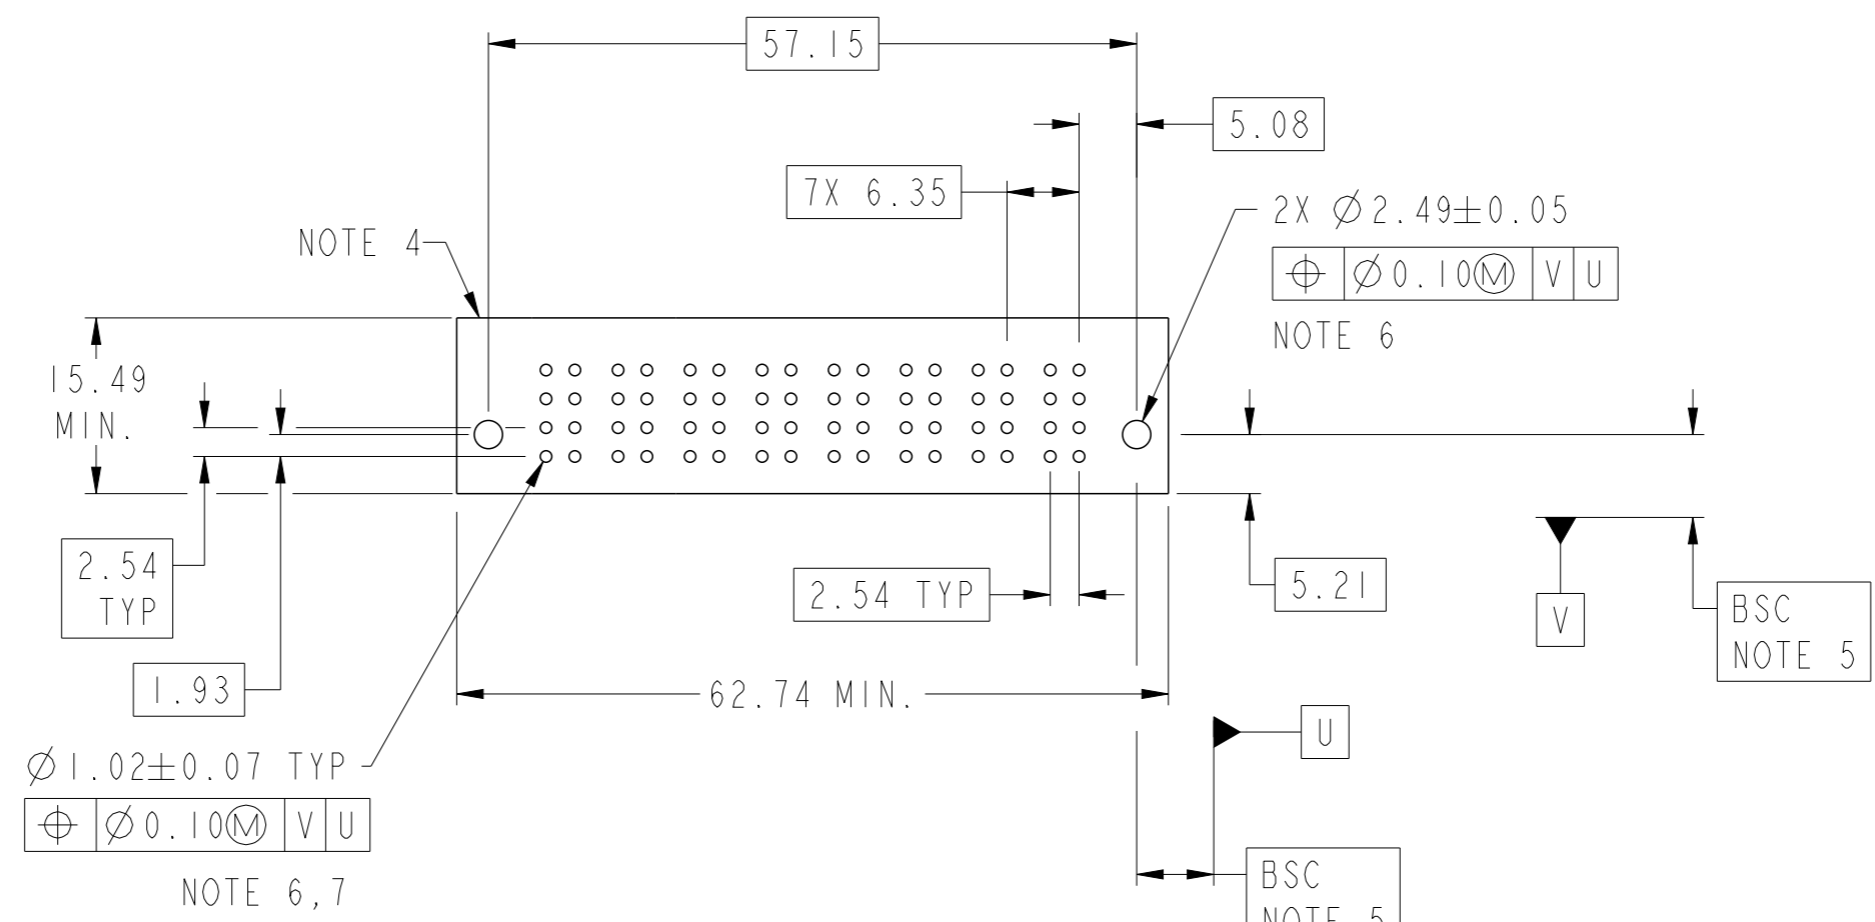 57.15
5.08
7X 6.35
2X ⌀2.49±0.05
⌖ ⌀0.10Ⓜ V U
NOTE 6
NOTE 4
15.49
MIN.
2.54
TYP
1.93
2.54 TYP
5.21
V
BSC
NOTE 5
62.74 MIN.
U
⌀1.02±0.07 TYP
⌖ ⌀0.10Ⓜ V U
NOTE 6,7
BSC
NOTE 5